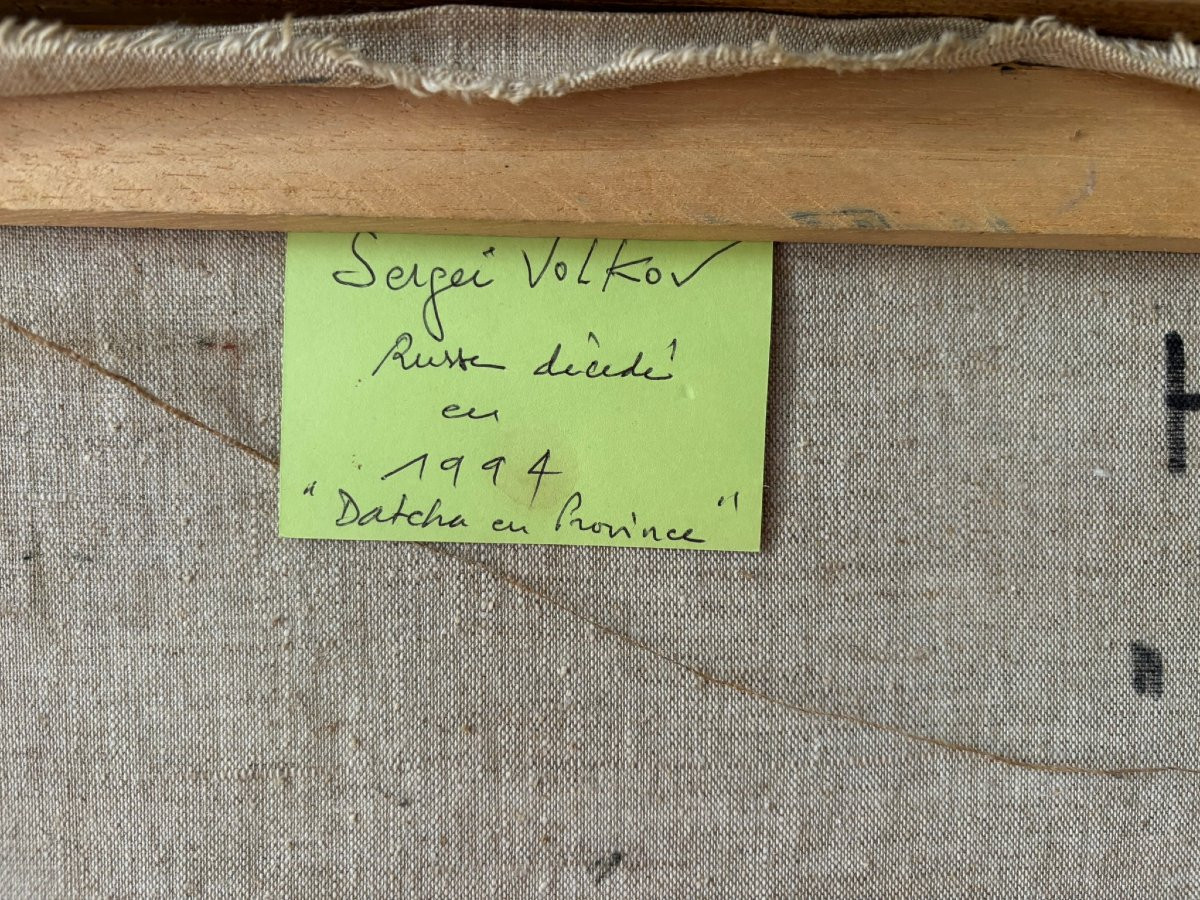 Sergei Volkov
Russe décédé
en
1994
"Datcha en Province"
H